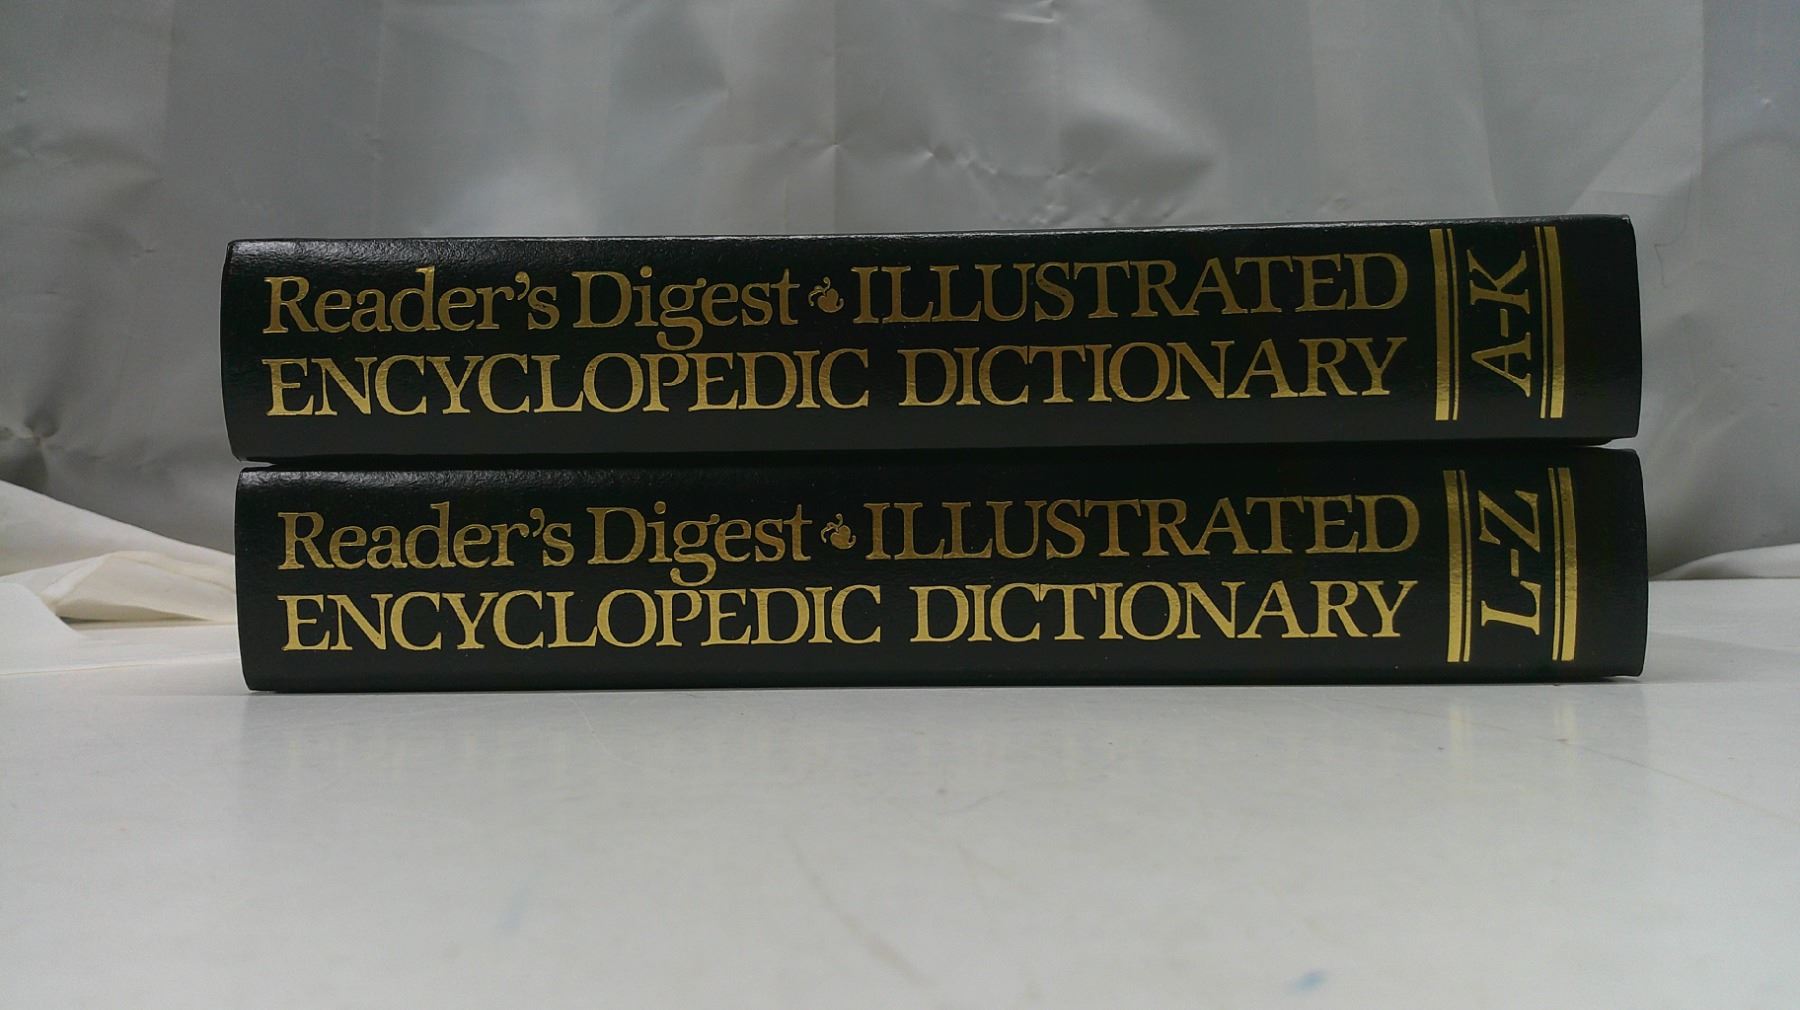 Reader's Digest ILLUSTRATED
ENCYCLOPEDIC DICTIONARY
A-K
Reader's Digest ILLUSTRATED
ENCYCLOPEDIC DICTIONARY
L-Z